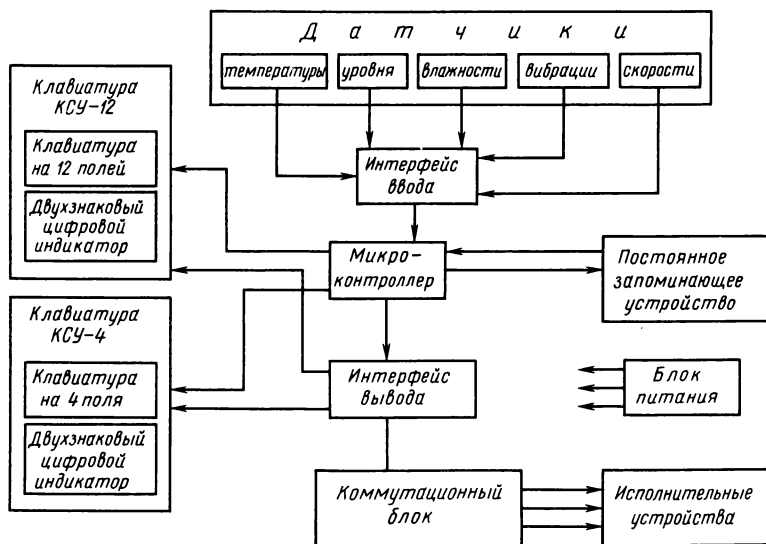 Датчики
температуры уровня влажности вибрации скорости
Клавиатура
КСУ-12
Клавиатура
на 12 полей
Двухзнаковый
цифровой
индикатор
Интерфейс
ввода
Микро-
контроллер
Постоянное
запоминающее
устройство
Клавиатура
КСУ-4
Клавиатура
на 4 поля
Двухзнаковый
цифровой
индикатор
Интерфейс
вывода
Блок
питания
Коммутационный
блок
Исполнительные
устройства